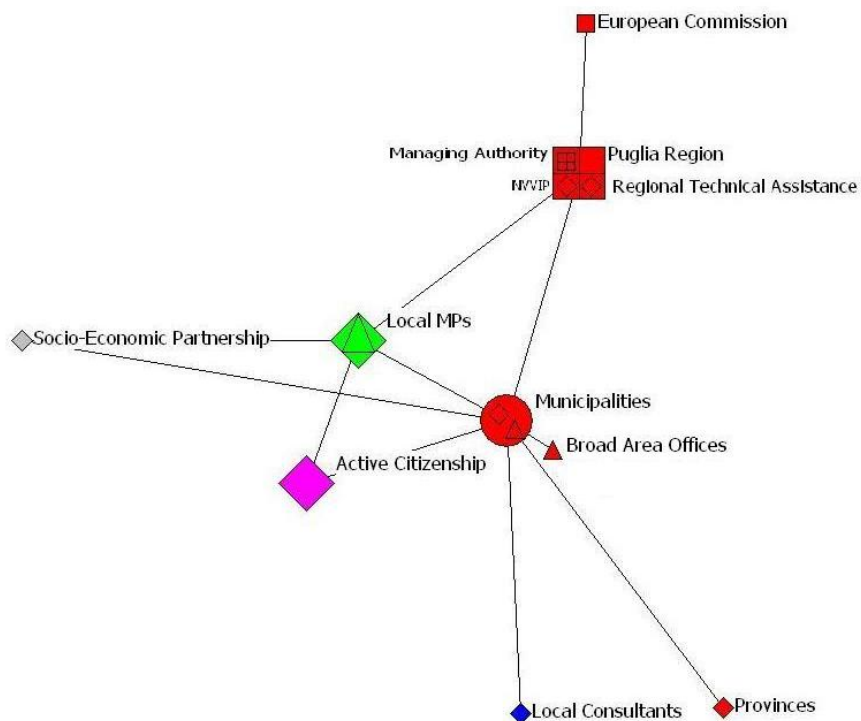 European Commission
Managing Authority
Puglia Region
NVVIP
Regional Technical Assistance
Local MPs
Socio-Economic Partnership
Municipalities
Broad Area Offices
Active Citizenship
Local Consultants
Provinces